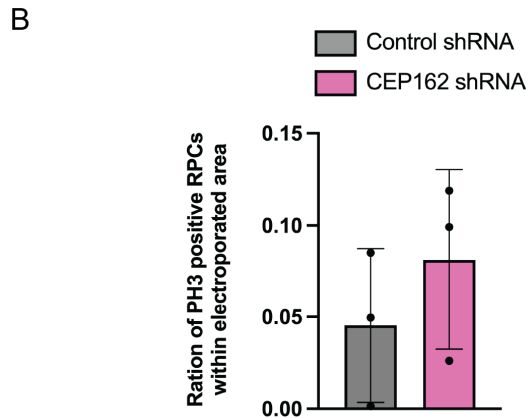 B
Control shRNA
CEP162 shRNA
Ration of PH3 positive RPCs
within electroporated area
0.15
0.10
0.05
0.00